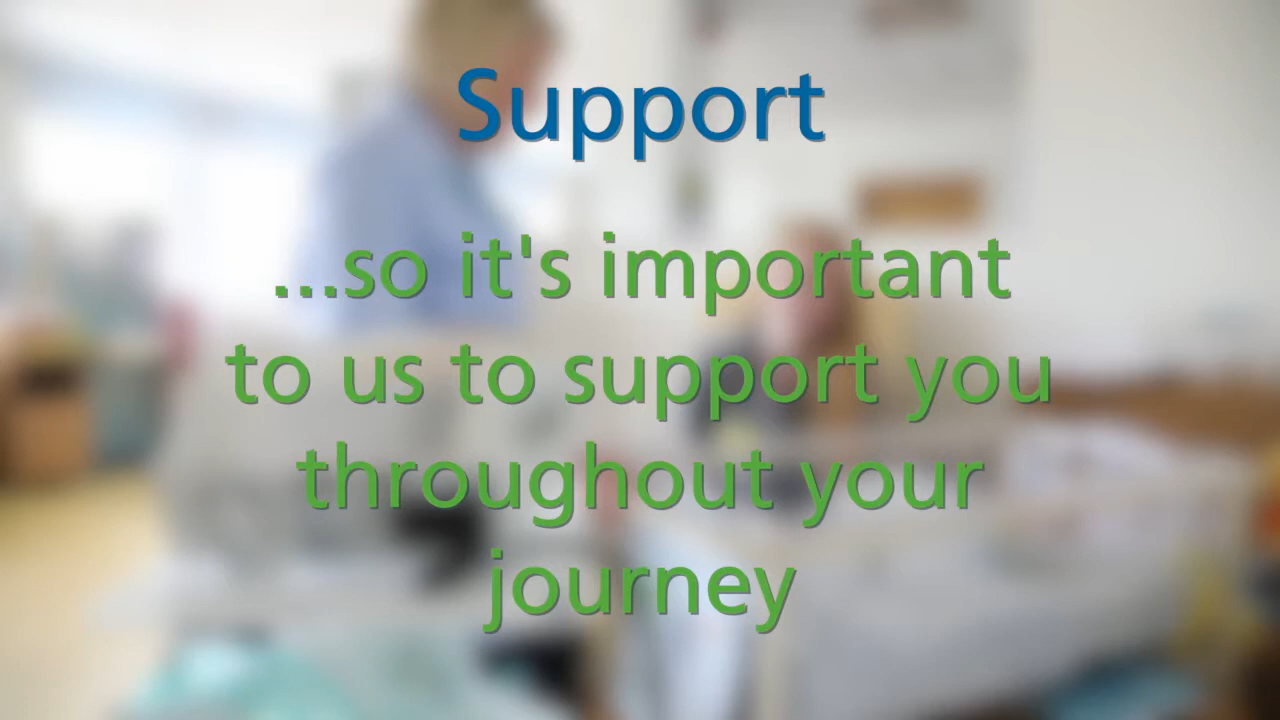 Support
...so it's important
to us to support you
throughout your
journey